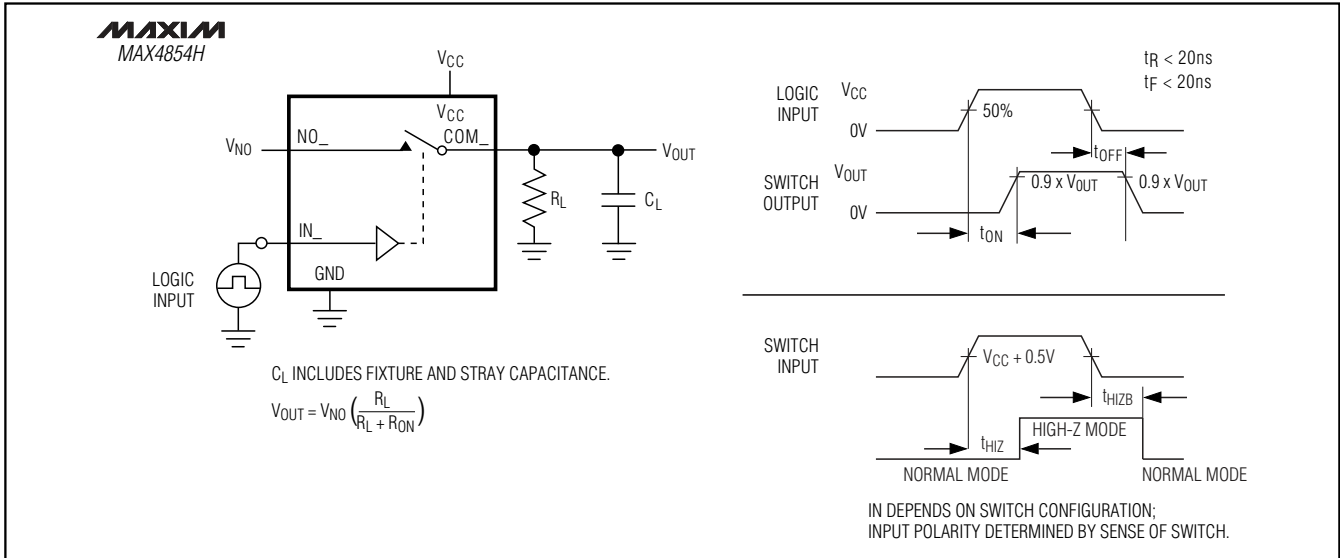 MAXIM
MAX4854H
VCC
VCC
VNO
NO_
COM_
VOUT
RL
CL
IN_
GND
LOGIC
INPUT
CL INCLUDES FIXTURE AND STRAY CAPACITANCE.
VOUT = VNO (RL / RL + RON)
tR < 20ns
tF < 20ns
LOGIC
INPUT
VCC
50%
0V
tOFF
SWITCH
OUTPUT
VOUT
0.9 x VOUT
0.9 x VOUT
0V
tON
SWITCH
INPUT
VCC + 0.5V
tHIZB
HIGH-Z MODE
tHIZ
NORMAL MODE
NORMAL MODE
IN DEPENDS ON SWITCH CONFIGURATION;
INPUT POLARITY DETERMINED BY SENSE OF SWITCH.